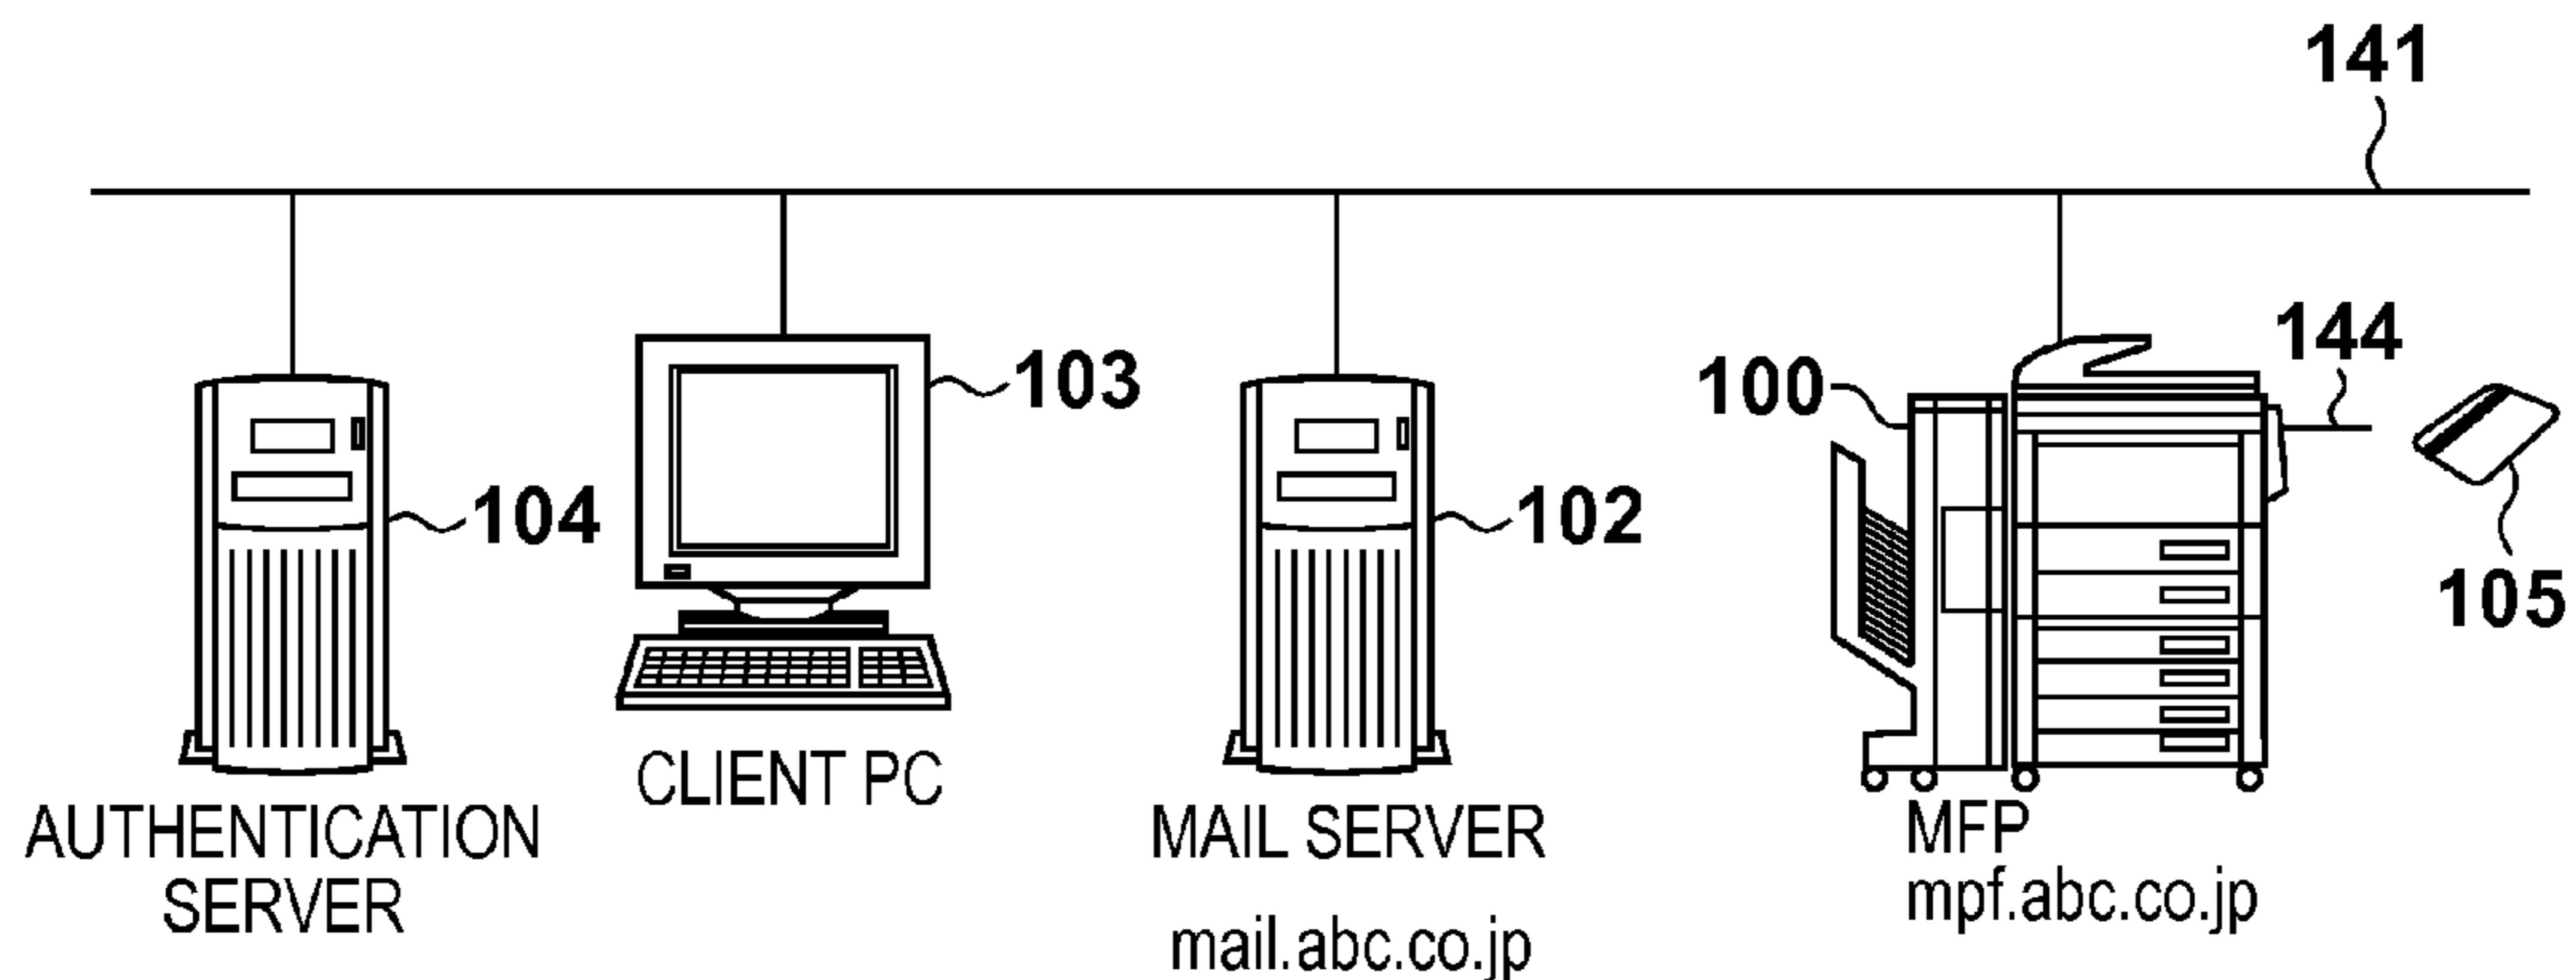 141
144
103
100
104
102
105
CLIENT PC
AUTHENTICATION
SERVER
MAIL SERVER
mail.abc.co.jp
MFP
mpf.abc.co.jp